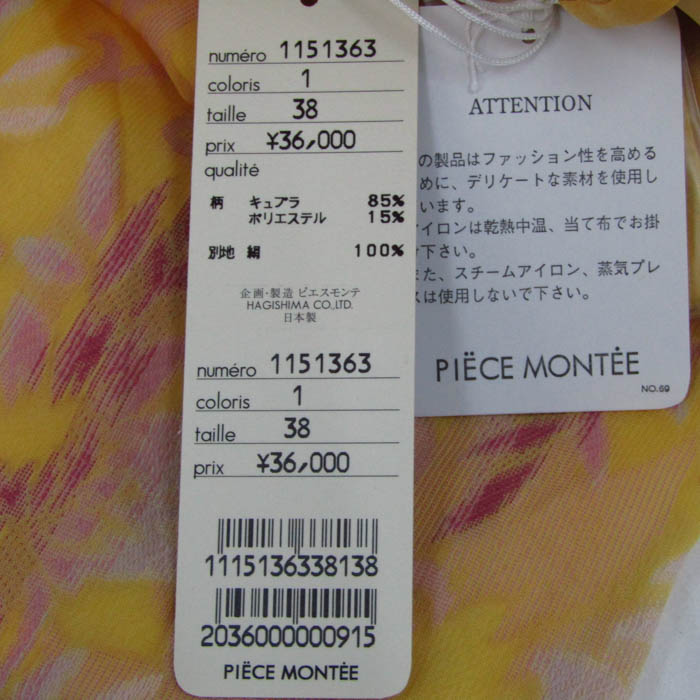 numéro 1151363
coloris 1
taille 38
prix ¥36,000
qualité
柄 キュプラ 85%
ポリエステル 15%
別地 絹 100%
企画・製造 ピエスモンテ
HAGISHIMA CO.,LTD.
日本製
numéro 1151363
coloris 1
taille 38
prix ¥36,000
1115136338138
2036000000915
PIËCE MONTÉE
ATTENTION
の製品はファッション性を高める
めに、デリケートな素材を使用し
います。
アイロンは乾熱中温、当て布でお掛
下さい。
また、スチームアイロン、蒸気プレ
スは使用しないで下さい。
PIËCE MONTÉE
NO.69